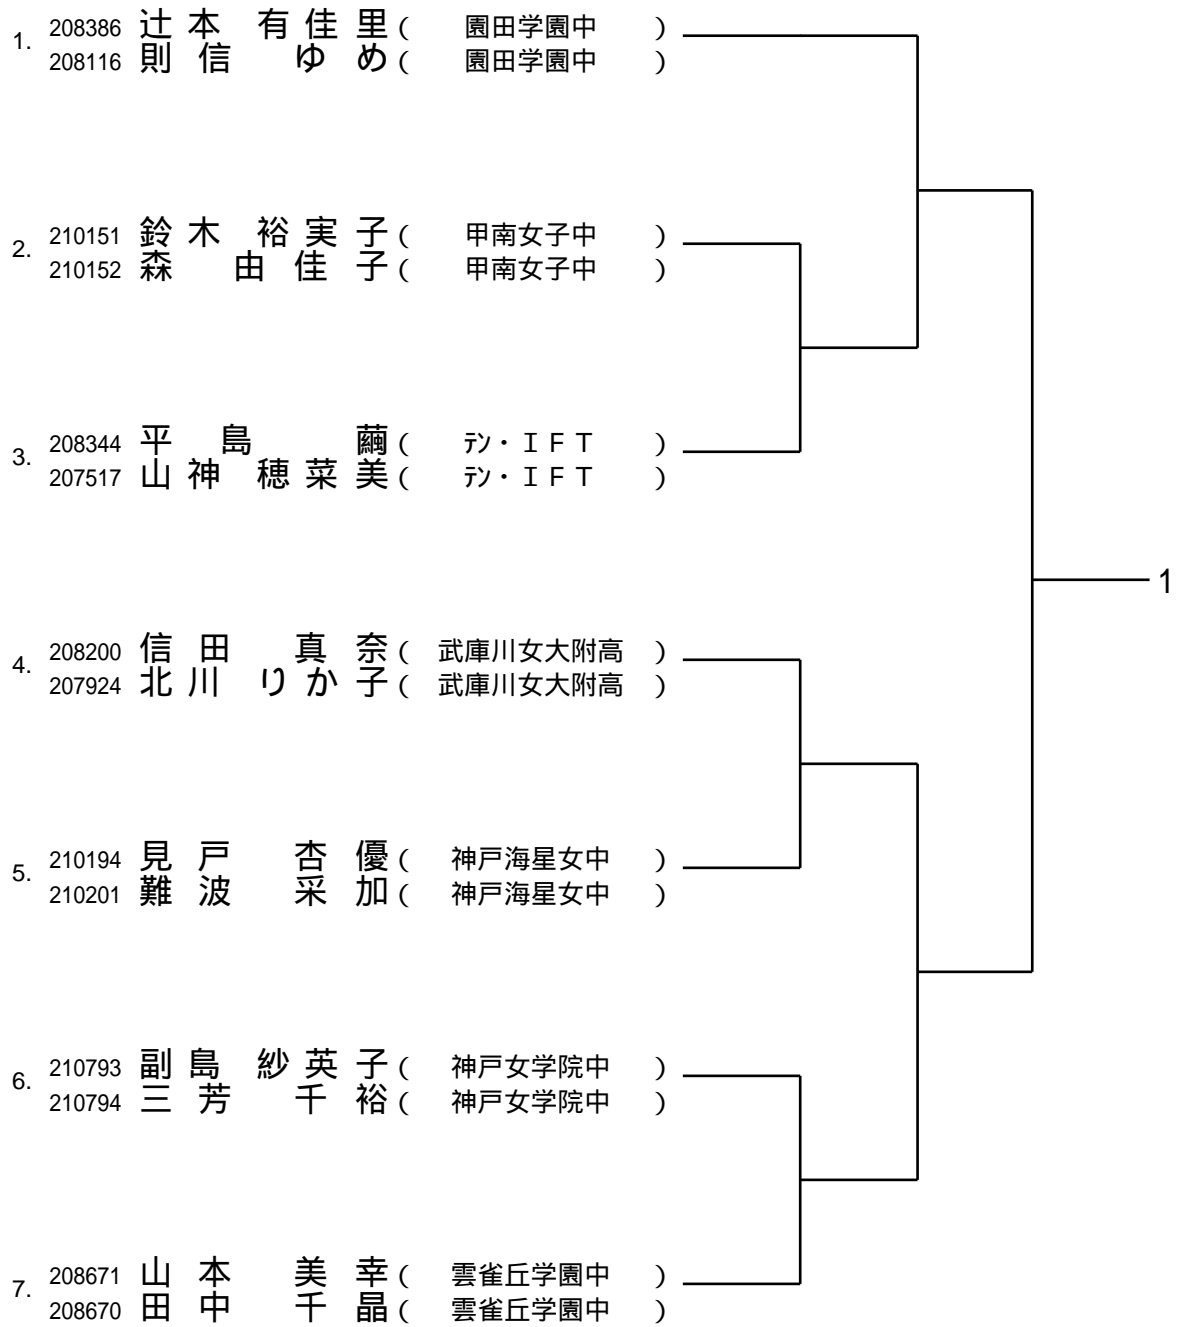 1. 208386 辻本 有佳里 ( 園田学園中 )
208116 則信 ゆめ ( 園田学園中 )
2. 210151 鈴木 裕実子 ( 甲南女子中 )
210152 森 由佳子 ( 甲南女子中 )
3. 208344 平島 繭 ( ﾃﾝ・ＩＦＴ )
207517 山神 穂菜美 ( ﾃﾝ・ＩＦＴ )
1
4. 208200 信田 真奈 ( 武庫川女大附高 )
207924 北川 りか子 ( 武庫川女大附高 )
5. 210194 見戸 杏優 ( 神戸海星女中 )
210201 難波 采加 ( 神戸海星女中 )
6. 210793 副島 紗英子 ( 神戸女学院中 )
210794 三芳 千裕 ( 神戸女学院中 )
7. 208671 山本 美幸 ( 雲雀丘学園中 )
208670 田中 千晶 ( 雲雀丘学園中 )